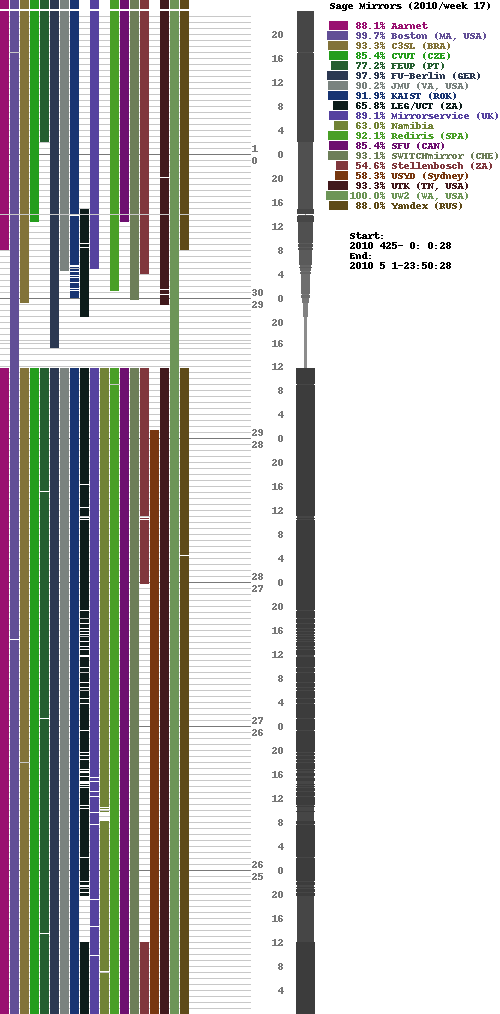 Sage Mirrors (2010/week 17)
88.1% Aarnet
99.7% Boston (MA, USA)
93.3% C3SL (BRA)
85.4% CVUT (CZE)
77.2% FEUP (PT)
97.9% FU-Berlin (GER)
90.2% JMU (VA, USA)
91.9% KAIST (ROK)
65.8% LEG/UCT (ZA)
89.1% Mirrorservice (UK)
63.0% Namibia
92.1% Rediris (SPA)
85.4% SFU (CAN)
93.1% SWITCHmirror (CHE)
54.6% Stellenbosch (ZA)
58.3% USYD (Sydney)
93.3% UTK (TN, USA)
100.0% UW2 (WA, USA)
88.0% Yandex (RUS)
Start:
2010 425- 0: 0:28
End:
2010 5 1-23:50:28
20
16
12
8
4
1
0
0
20
16
12
8
4
30
0
29
20
16
12
8
4
29
0
28
20
16
12
8
4
28
0
27
20
16
12
8
4
27
0
26
20
16
12
8
4
26
0
25
20
16
12
8
4